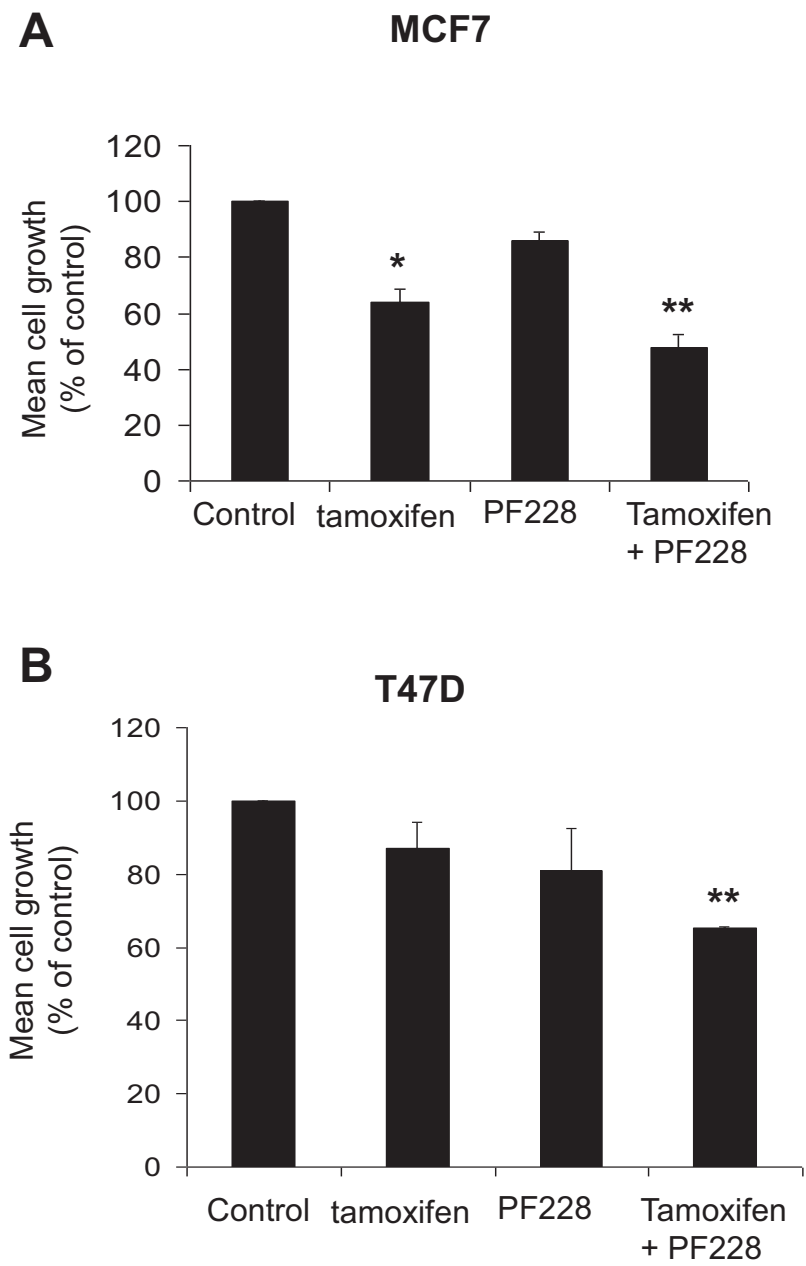 A
MCF7
Mean cell growth
(% of control)
120
100
80
60
40
20
0
*
**
Control
tamoxifen
PF228
Tamoxifen
+ PF228
B
T47D
Mean cell growth
(% of control)
120
100
80
60
40
20
0
**
Control
tamoxifen
PF228
Tamoxifen
+ PF228